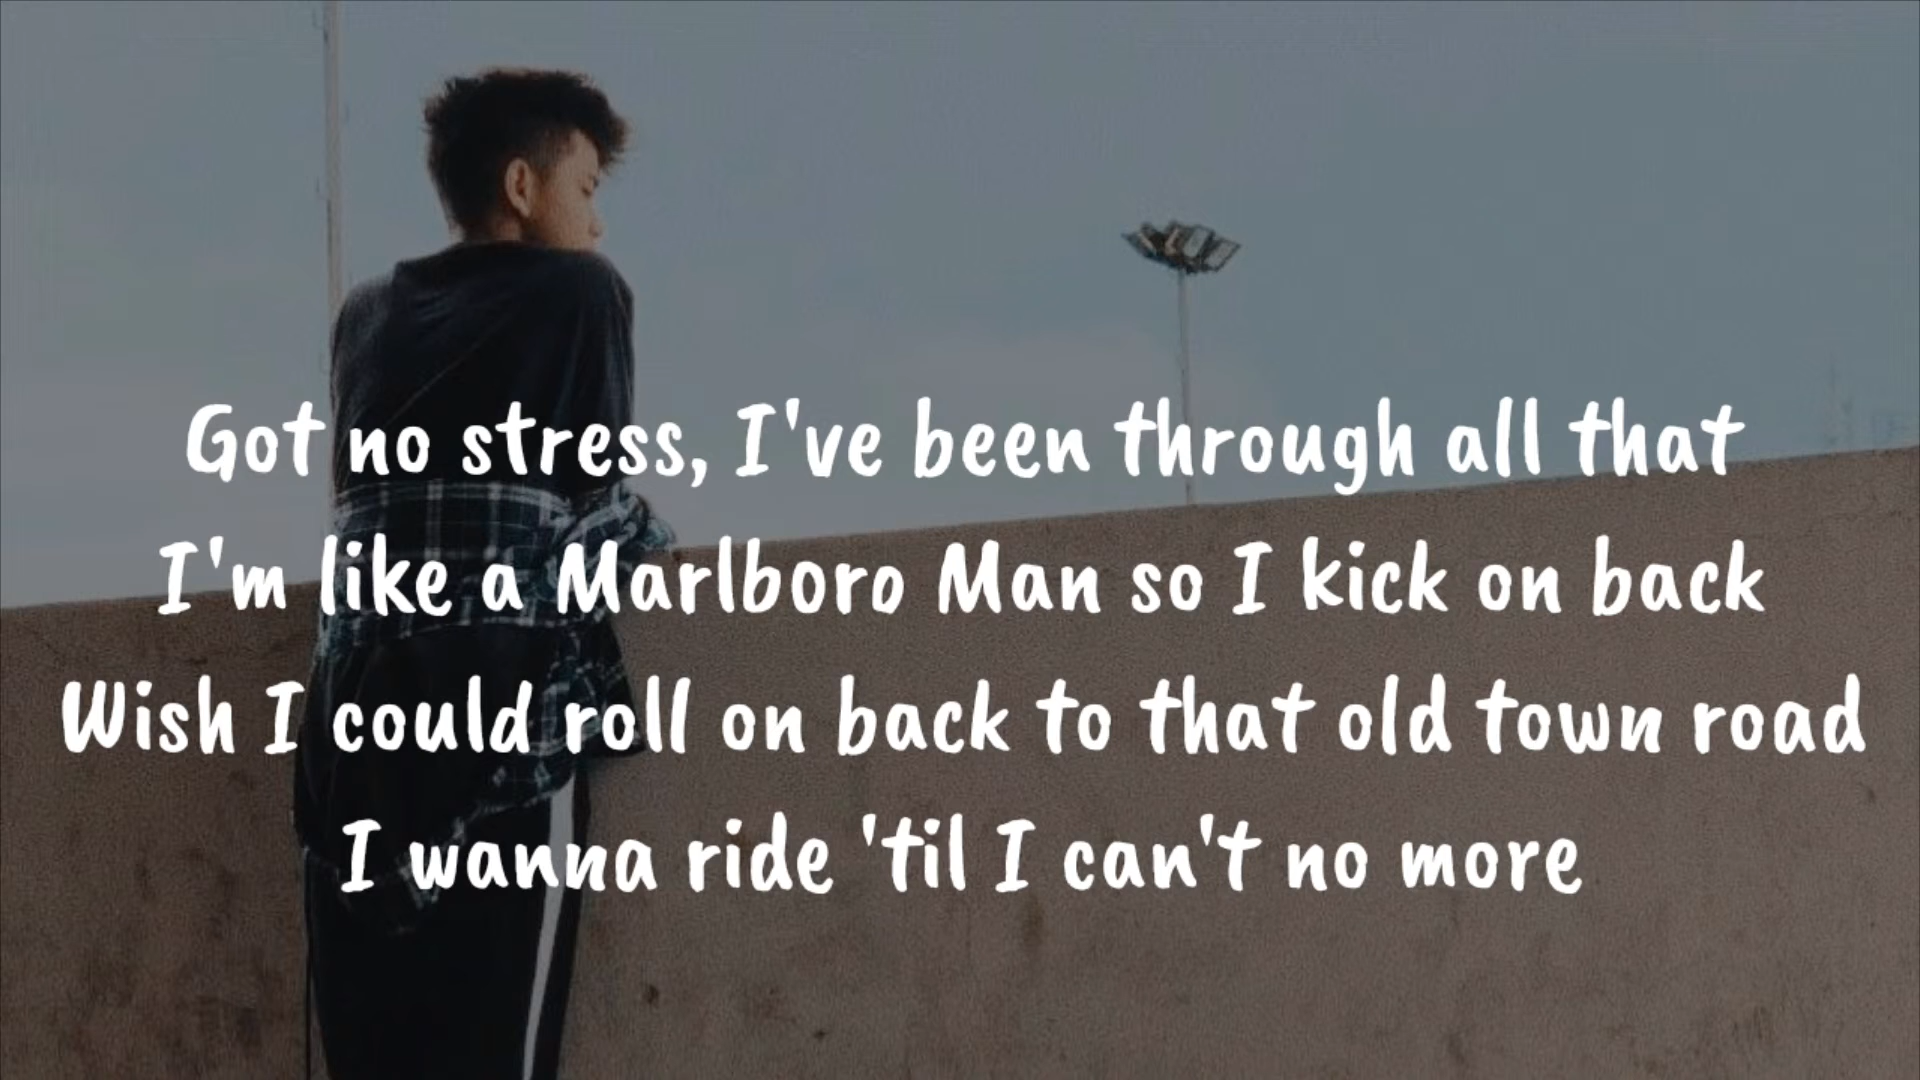 Got no stress, I've been through all that
I'm like a Marlboro Man so I kick on back
Wish I could roll on back to that old town road
I wanna ride 'til I can't no more